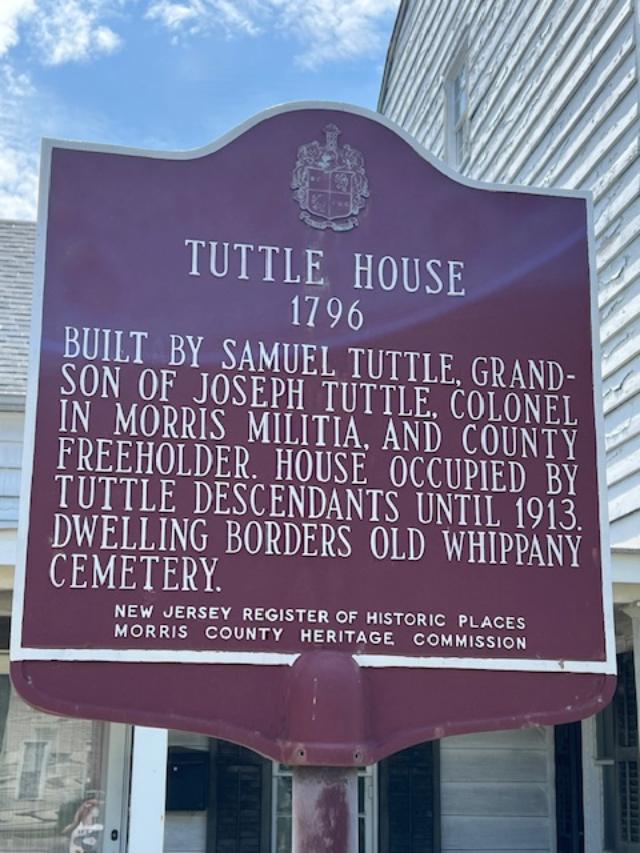 TUTTLE HOUSE
1796
BUILT BY SAMUEL TUTTLE, GRAND-
SON OF JOSEPH TUTTLE, COLONEL
IN MORRIS MILITIA, AND COUNTY
FREEHOLDER. HOUSE OCCUPIED BY
TUTTLE DESCENDANTS UNTIL 1913.
DWELLING BORDERS OLD WHIPPANY
CEMETERY.
NEW JERSEY REGISTER OF HISTORIC PLACES
MORRIS COUNTY HERITAGE COMMISSION